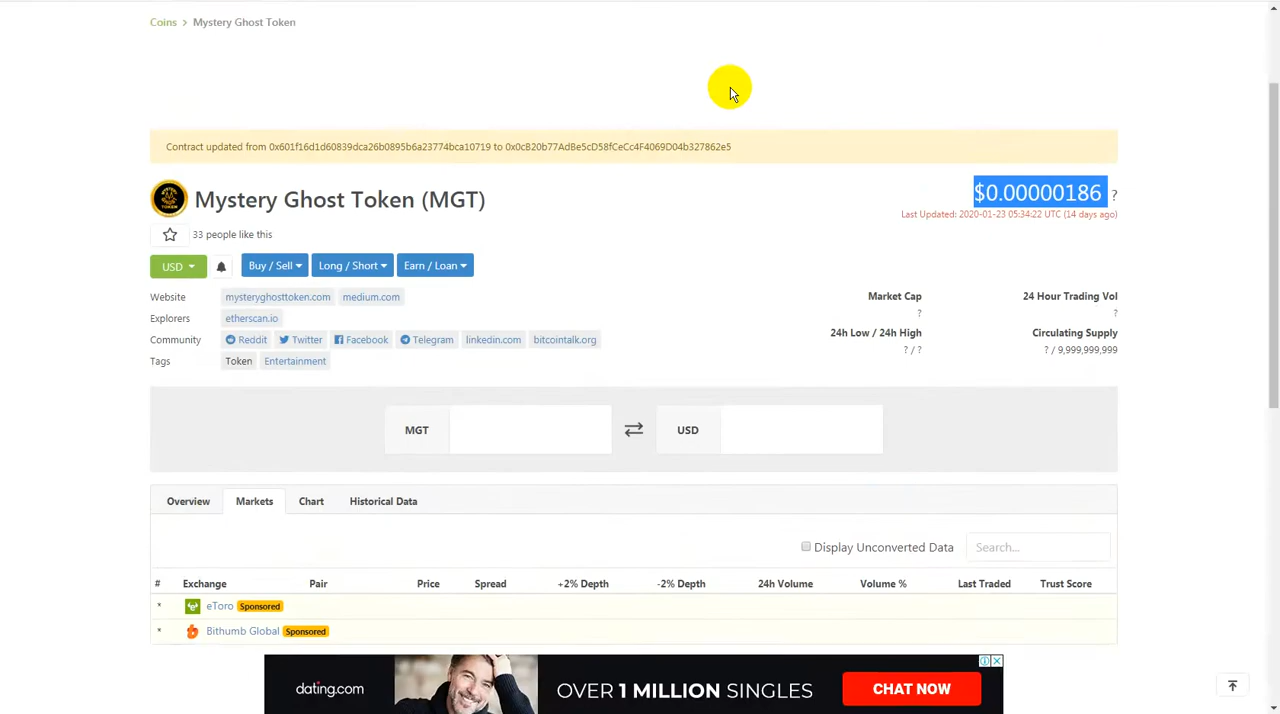 Coins > Mystery Ghost Token
Contract updated from 0x601f16d1d60839dca26b0895b6a23774bca10719 to 0x0cB20b77AdBe5cD58fCeCc4F4069D04b327862e5
Mystery Ghost Token (MGT)
$0.00000186 ?
Last Updated: 2020-01-23 05:34:22 UTC (14 days ago)
33 people like this
USD
Buy / Sell
Long / Short
Earn / Loan
Website mysteryghosttoken.com medium.com
Explorers etherscan.io
Community Reddit Twitter Facebook Telegram linkedin.com bitcointalk.org
Tags Token Entertainment
Market Cap
?
24 Hour Trading Vol
?
24h Low / 24h High
? / ?
Circulating Supply
? / 9,999,999,999
MGT
USD
Overview Markets Chart Historical Data
Display Unconverted Data Search...
# Exchange Pair Price Spread +2% Depth -2% Depth 24h Volume Volume % Last Traded Trust Score
* eToro Sponsored
* Bithumb Global Sponsored
dating.com OVER 1 MILLION SINGLES CHAT NOW